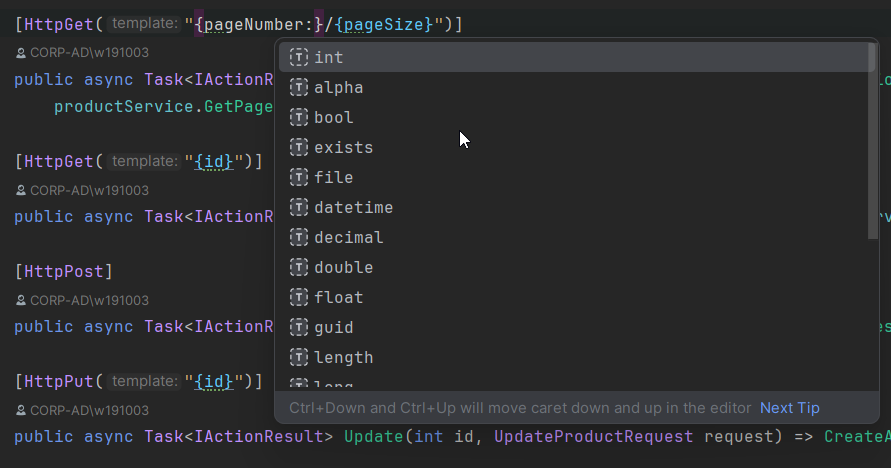 [HttpGet( template: "{pageNumber:}/{pageSize}")]
CORP-AD\w191003
public async Task<IActionR
productService.GetPage
[HttpGet( template: "{id}")]
CORP-AD\w191003
public async Task<IActionR
[HttpPost]
CORP-AD\w191003
public async Task<IActionR
[HttpPut( template: "{id}")]
CORP-AD\w191003
public async Task<IActionResult> Update(int id, UpdateProductRequest request) => CreateA
int
alpha
bool
exists
file
datetime
decimal
double
float
guid
length
long
Ctrl+Down and Ctrl+Up will move caret down and up in the editor Next Tip